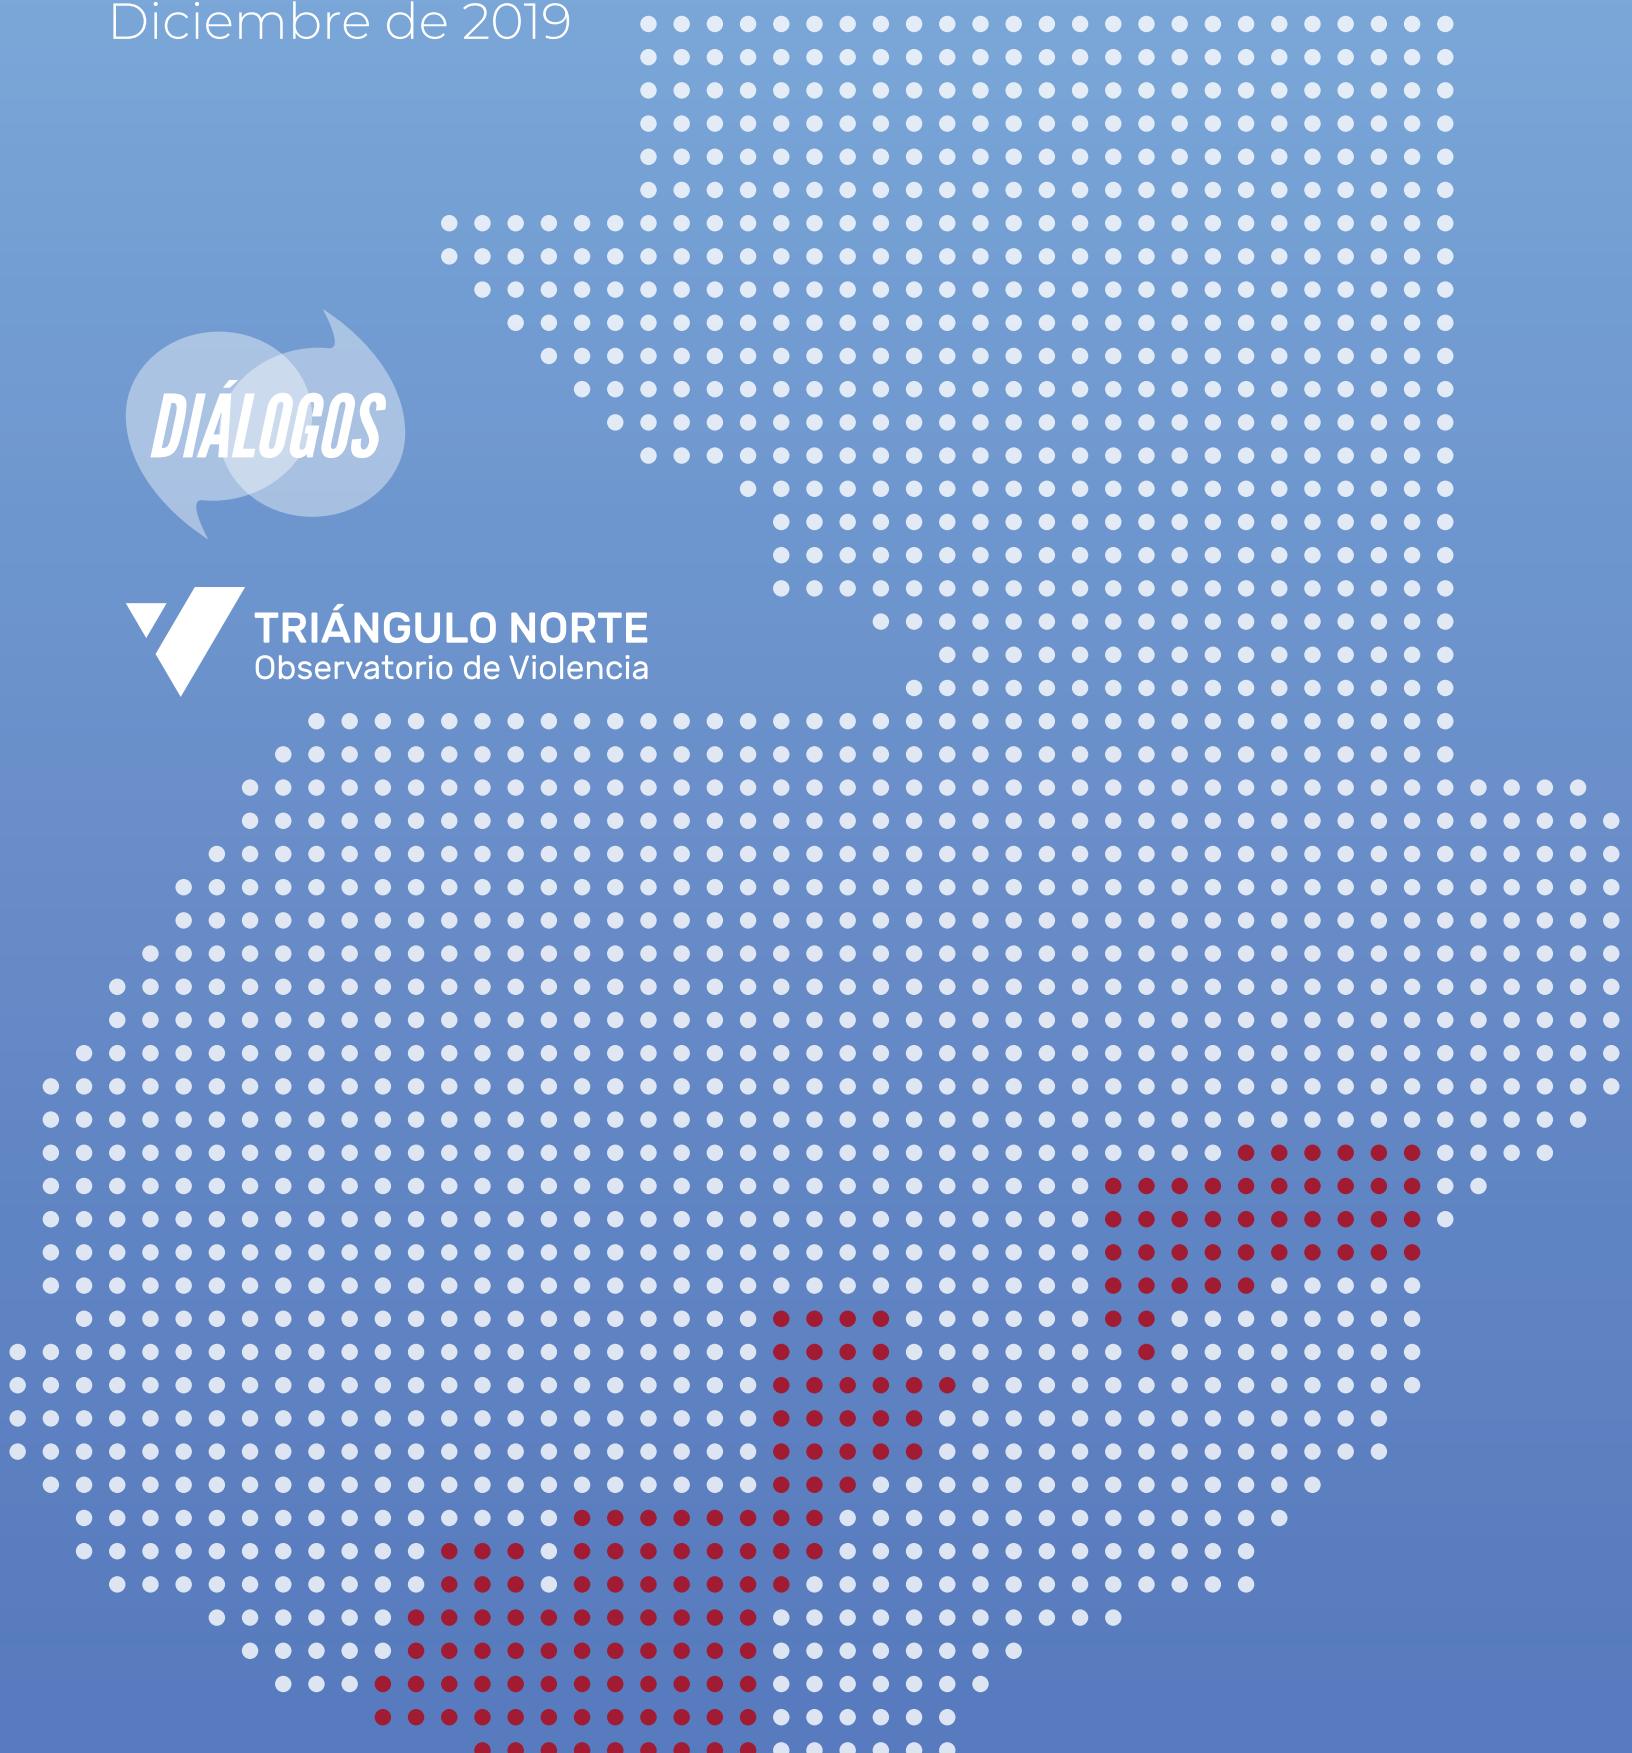 Diciembre de 2019
DIÁLOGOS
TRIÁNGULO NORTE
Observatorio de Violencia